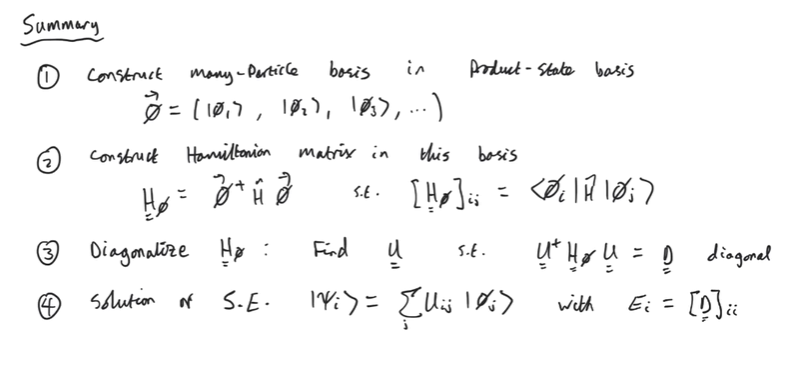 Summary
① Construct many-Particle basis in Product-state basis
$\vec{\phi} = (|\phi_1\rangle, |\phi_2\rangle, |\phi_3\rangle, \ldots)$
② Construct Hamiltonian matrix in this basis
$\underline{\underline{H}}_\phi = \vec{\phi}^+ \hat{H} \vec{\phi}$ s.t. $[\underline{\underline{H}}_\phi]_{ij} = \langle\phi_i|\hat{H}|\phi_j\rangle$
③ Diagonalize $\underline{\underline{H}}_\phi$ : Find $\underline{\underline{U}}$ s.t. $\underline{\underline{U}}^+ \underline{\underline{H}}_\phi \underline{\underline{U}} = \underline{\underline{D}}$ diagonal
④ Solution of S.E. $|\Psi_i\rangle = \sum_j U_{ij} |\phi_j\rangle$ with $E_i = [\underline{\underline{D}}]_{ii}$